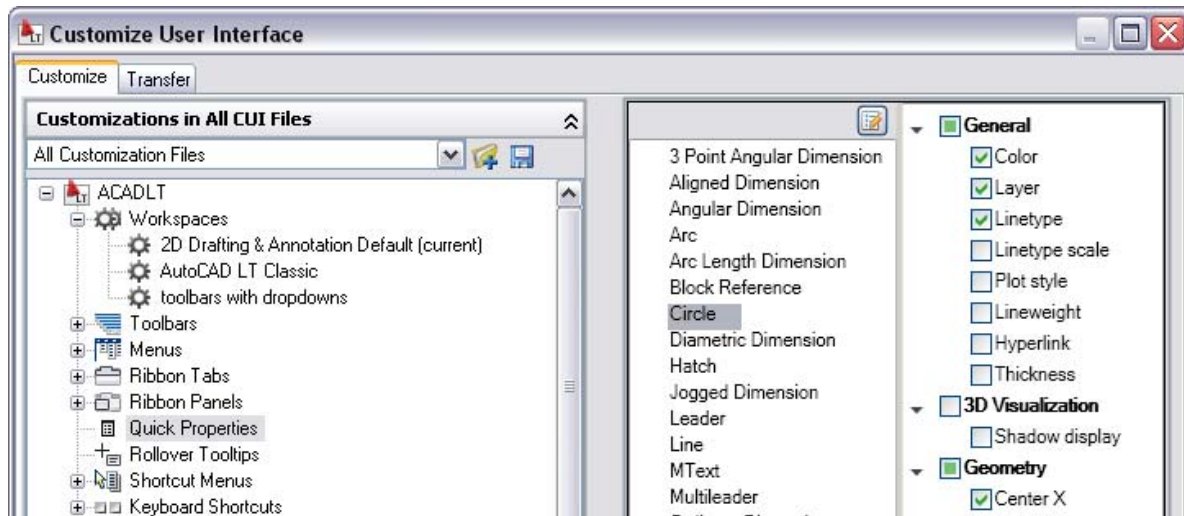 Customize User Interface
Customize
Transfer
Customizations in All CUI Files
All Customization Files
ACADLT
Workspaces
2D Drafting & Annotation Default (current)
AutoCAD LT Classic
toolbars with dropdowns
Toolbars
Menus
Ribbon Tabs
Ribbon Panels
Quick Properties
Rollover Tooltips
Shortcut Menus
Keyboard Shortcuts
3 Point Angular Dimension
Aligned Dimension
Angular Dimension
Arc
Arc Length Dimension
Block Reference
Circle
Diametric Dimension
Hatch
Jogged Dimension
Leader
Line
MText
Multileader
General
Color
Layer
Linetype
Linetype scale
Plot style
Lineweight
Hyperlink
Thickness
3D Visualization
Shadow display
Geometry
Center X